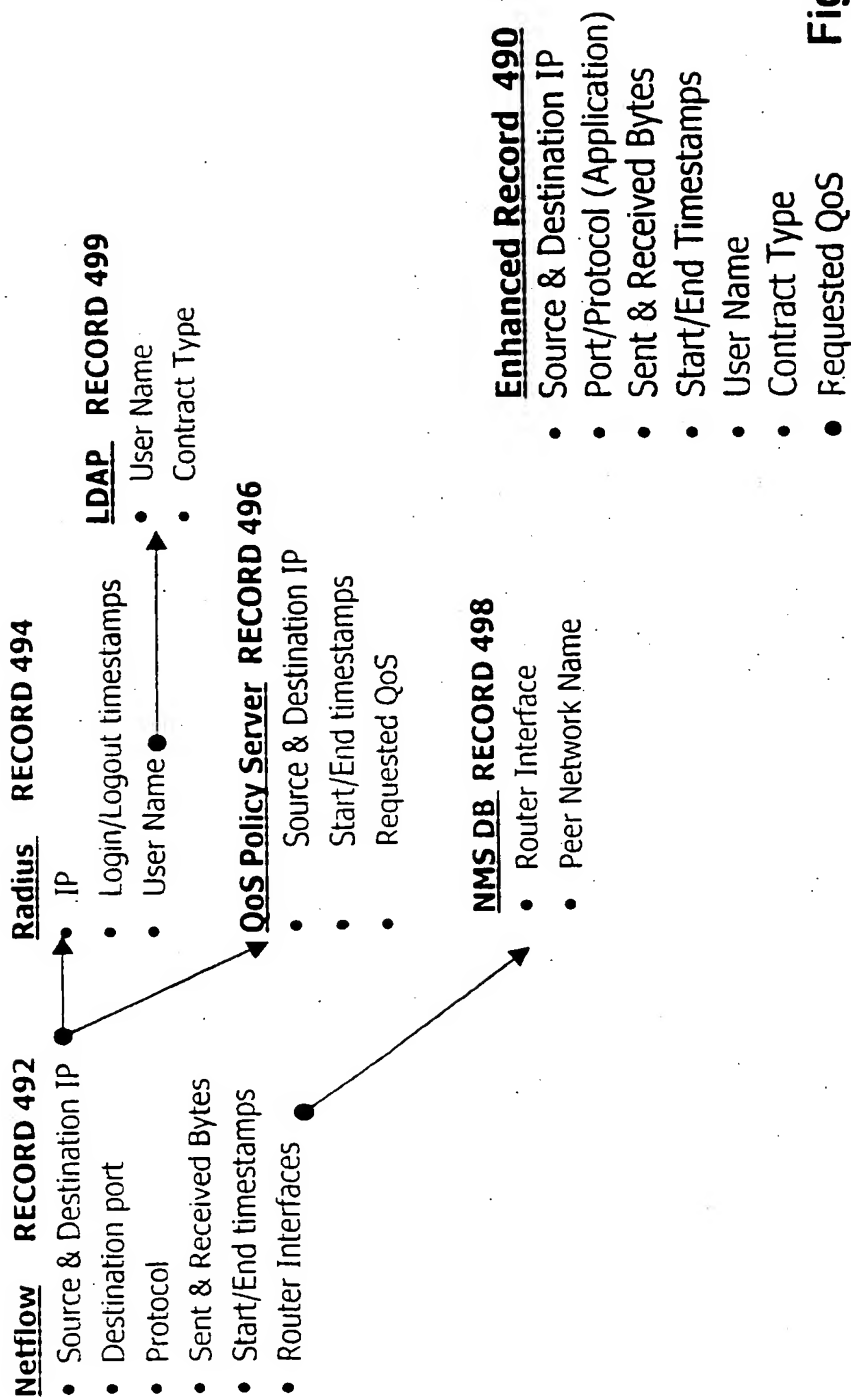 Netflow RECORD 492
• Source & Destination IP
• Destination port
• Protocol
• Sent & Received Bytes
• Start/End timestamps
• Router Interfaces
Radius RECORD 494
• IP
• Login/Logout timestamps
• User Name
LDAP RECORD 499
• User Name
• Contract Type
QoS Policy Server RECORD 496
• Source & Destination IP
• Start/End timestamps
• Requested QoS
NMS DB RECORD 498
• Router Interface
• Peer Network Name
Enhanced Record 490
• Source & Destination IP
• Port/Protocol (Application)
• Sent & Received Bytes
• Start/End Timestamps
• User Name
• Contract Type
• Requested QoS